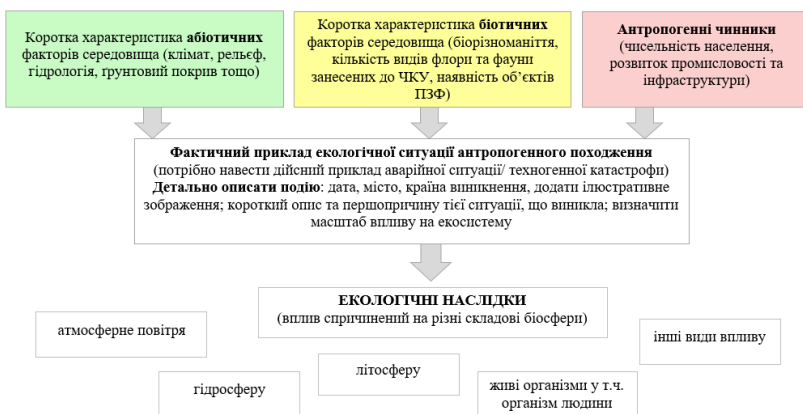 Коротка характеристика абіотичних
факторів середовища (клімат, рельєф,
гідрологія, ґрунтовий покрив тощо)
Коротка характеристика біотичних
факторів середовища (біорізноманіття,
кількість видів флори та фауни
занесених до ЧКУ, наявність об’єктів
ПЗФ)
Антропогенні чинники
(чисельність населення,
розвиток промисловості та
інфраструктури)
Фактичний приклад екологічної ситуації антропогенного походження
(потрібно навести дійсний приклад аварійної ситуації/ техногенної катастрофи)
Детально описати подію: дата, місто, країна виникнення, додати ілюстративне
зображення; короткий опис та першопричину тієї ситуації, що виникла; визначити
масштаб впливу на екосистему
ЕКОЛОГІЧНІ НАСЛІДКИ
(вплив спричинений на різні складові біосфери)
атмосферне повітря
гідросферу
літосферу
живі організми у т.ч.
організм людини
інші види впливу